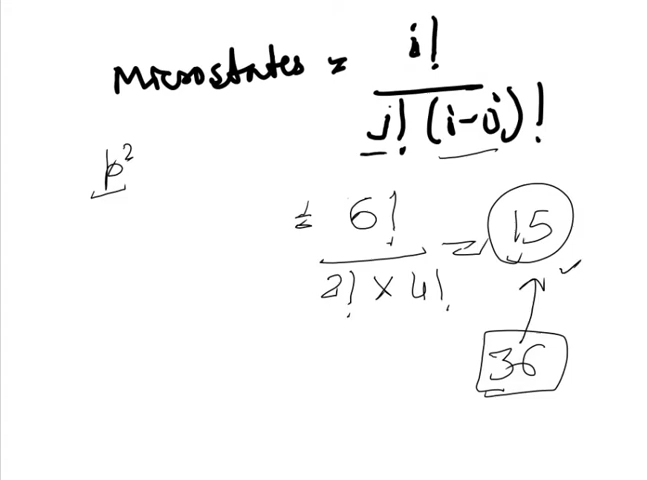 Microstates = i!
j! (i-j)!
p²
= 6!
2! × 4!
= 15
36